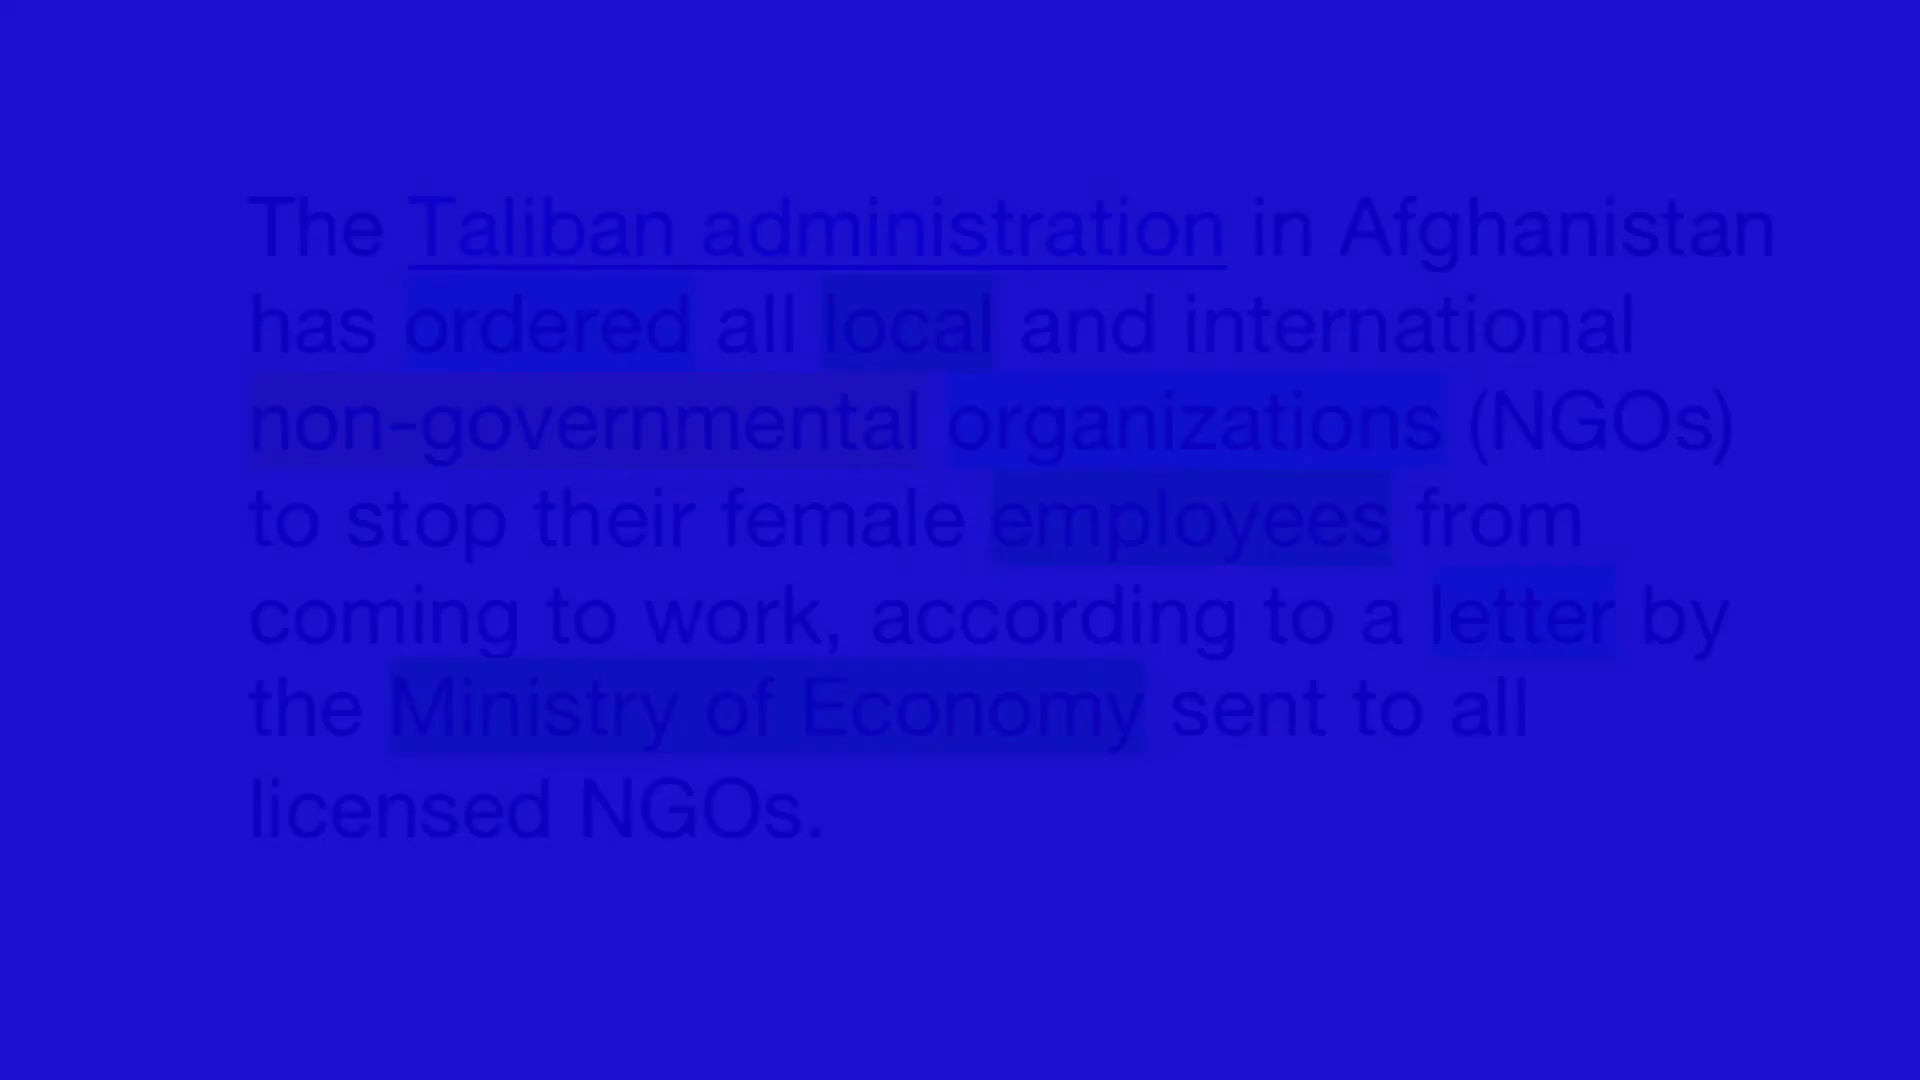 The Taliban administration in Afghanistan
has ordered all local and international
non-governmental organizations (NGOs)
to stop their female employees from
coming to work, according to a letter by
the Ministry of Economy sent to all
licensed NGOs.